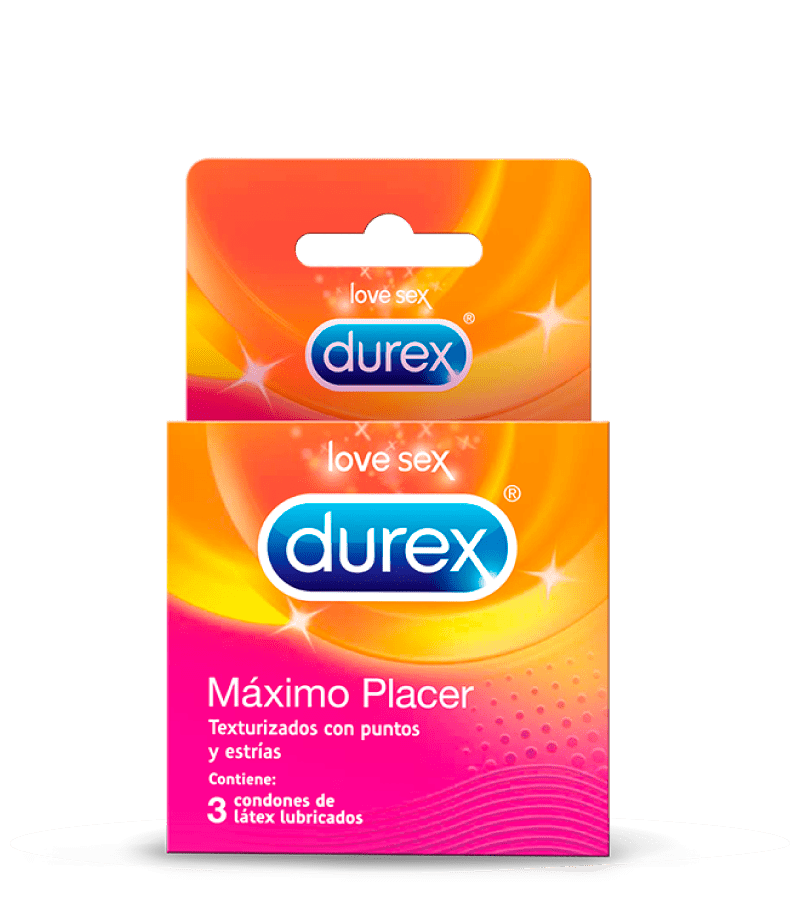 love sex
durex®
love sex
durex®
Máximo Placer
Texturizados con puntos
y estrías
Contiene:
3 condones de
látex lubricados